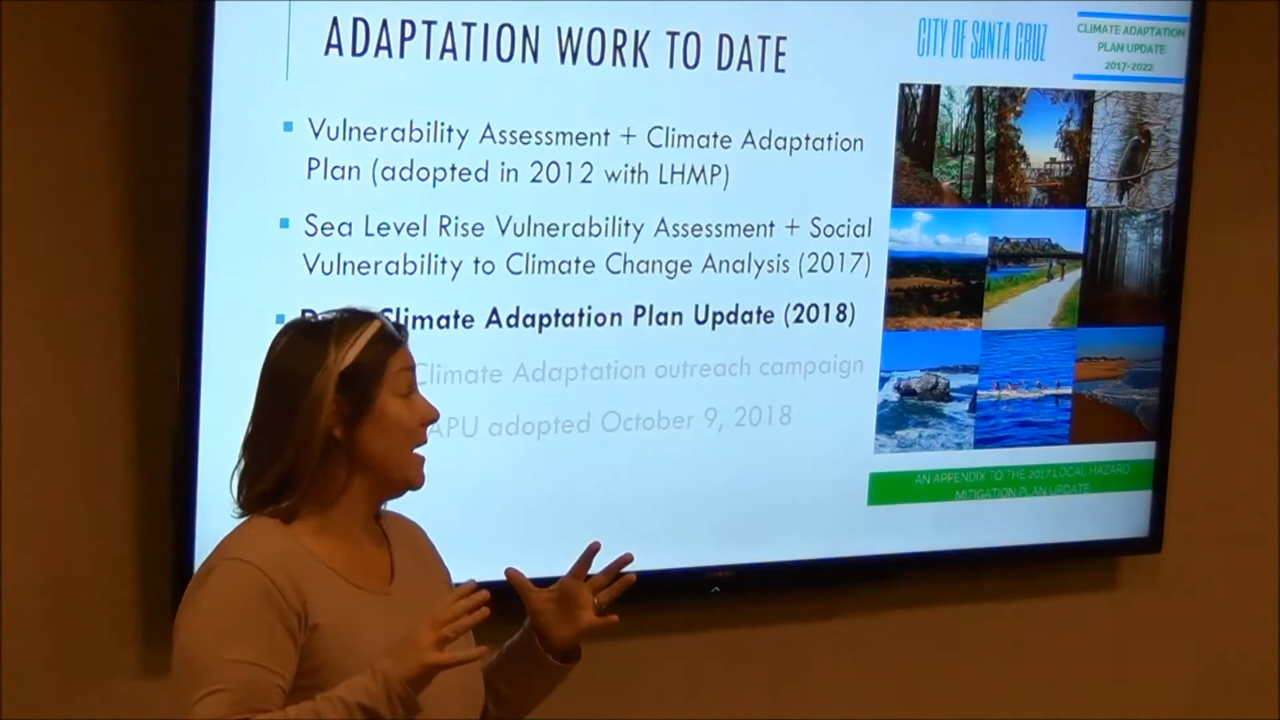 ADAPTATION WORK TO DATE
CITY OF SANTA CRUZ
CLIMATE ADAPTATION
PLAN UPDATE
2017-2022
Vulnerability Assessment + Climate Adaptation
Plan (adopted in 2012 with LHMP)
Sea Level Rise Vulnerability Assessment + Social
Vulnerability to Climate Change Analysis (2017)
Climate Adaptation Plan Update (2018)
Climate Adaptation outreach campaign
APU adopted October 9, 2018
AN APPENDIX TO THE 2017 LOCAL HAZARD
MITIGATION PLAN UPDATE